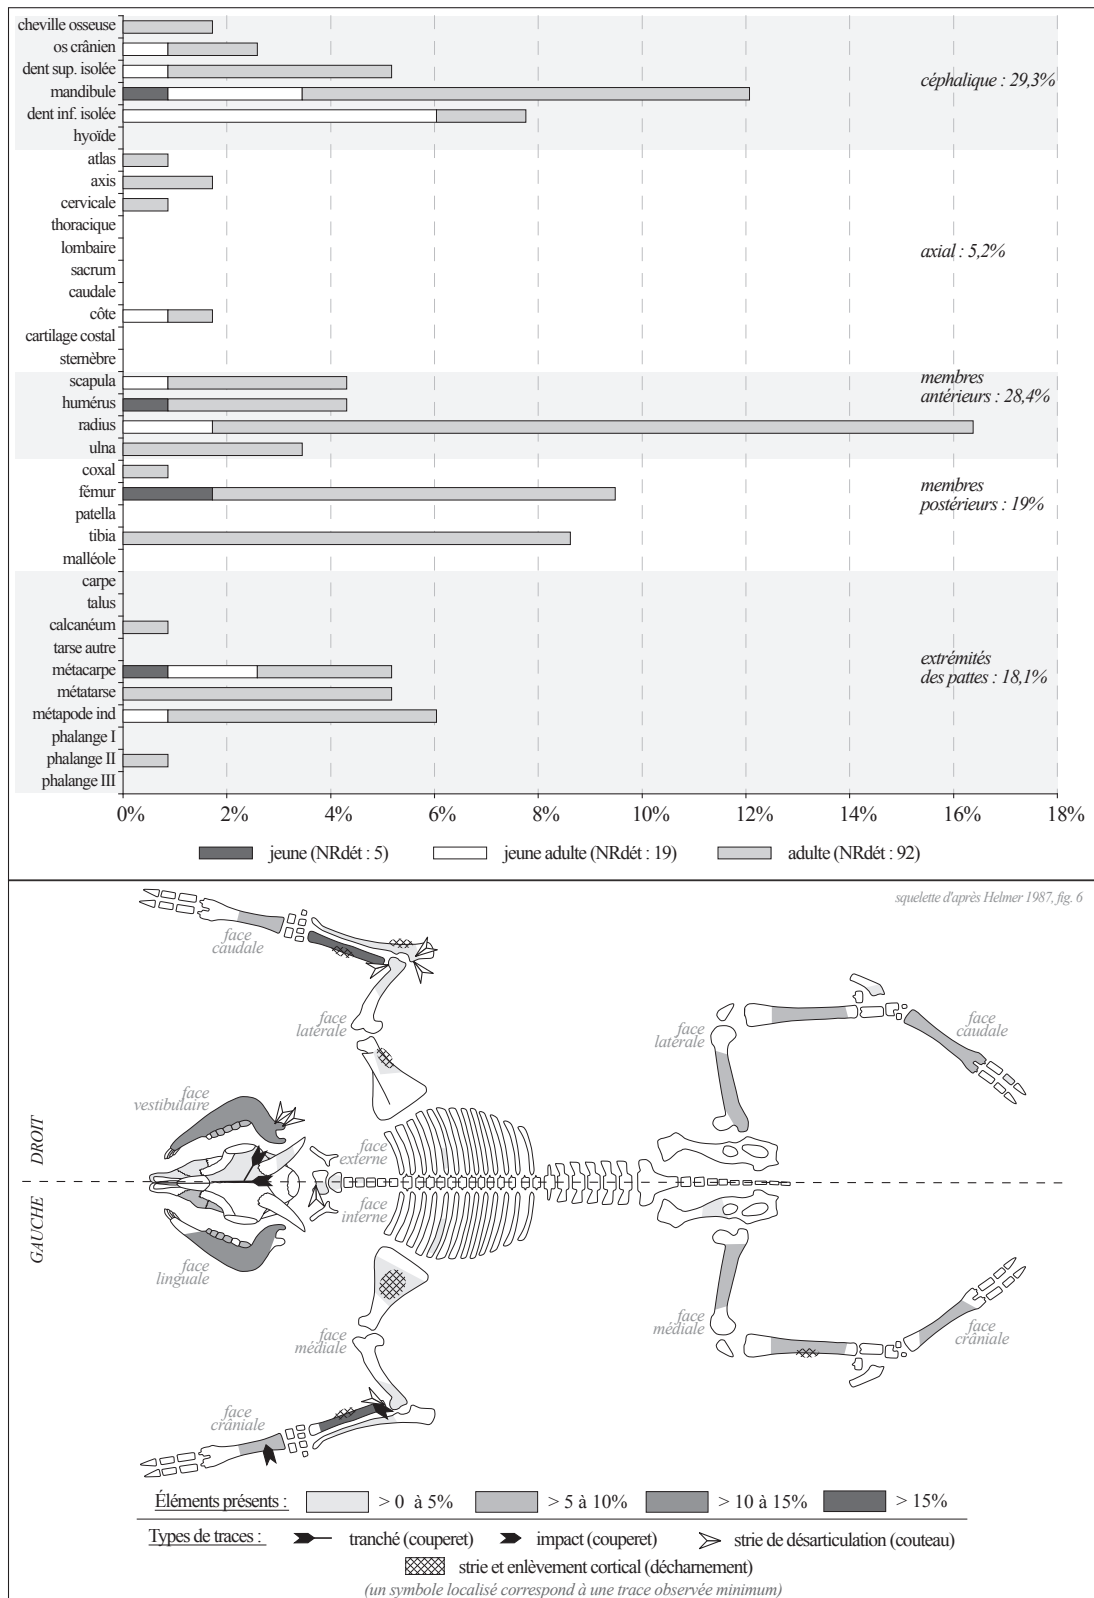 cheville osseuse
os crânien
dent sup. isolée
mandibule
dent inf. isolée
hyoïde
céphalique : 29,3%
atlas
axis
cervicale
thoracique
lombaire
sacrum
caudale
côte
cartilage costal
sternèbre
axial : 5,2%
scapula
humérus
radius
ulna
membres
antérieurs : 28,4%
coxal
fémur
patella
tibia
malléole
membres
postérieurs : 19%
carpe
talus
calcanéum
tarse autre
métacarpe
métatarse
métapode ind
phalange I
phalange II
phalange III
extrémités
des pattes : 18,1%
0% 2% 4% 6% 8% 10% 12% 14% 16% 18%
jeune (NRdét : 5) jeune adulte (NRdét : 19) adulte (NRdét : 92)
squelette d'après Helmer 1987, fig. 6
face
caudale
face
latérale
face
latérale
face
caudale
face
vestibulaire
face
externe
DROIT
GAUCHE
face
interne
face
linguale
face
médiale
face
médiale
face
crâniale
face
crâniale
Éléments présents : > 0 à 5% > 5 à 10% > 10 à 15% > 15%
Types de traces : tranché (couperet) impact (couperet) strie de désarticulation (couteau)
strie et enlèvement cortical (décharnement)
(un symbole localisé correspond à une trace observée minimum)